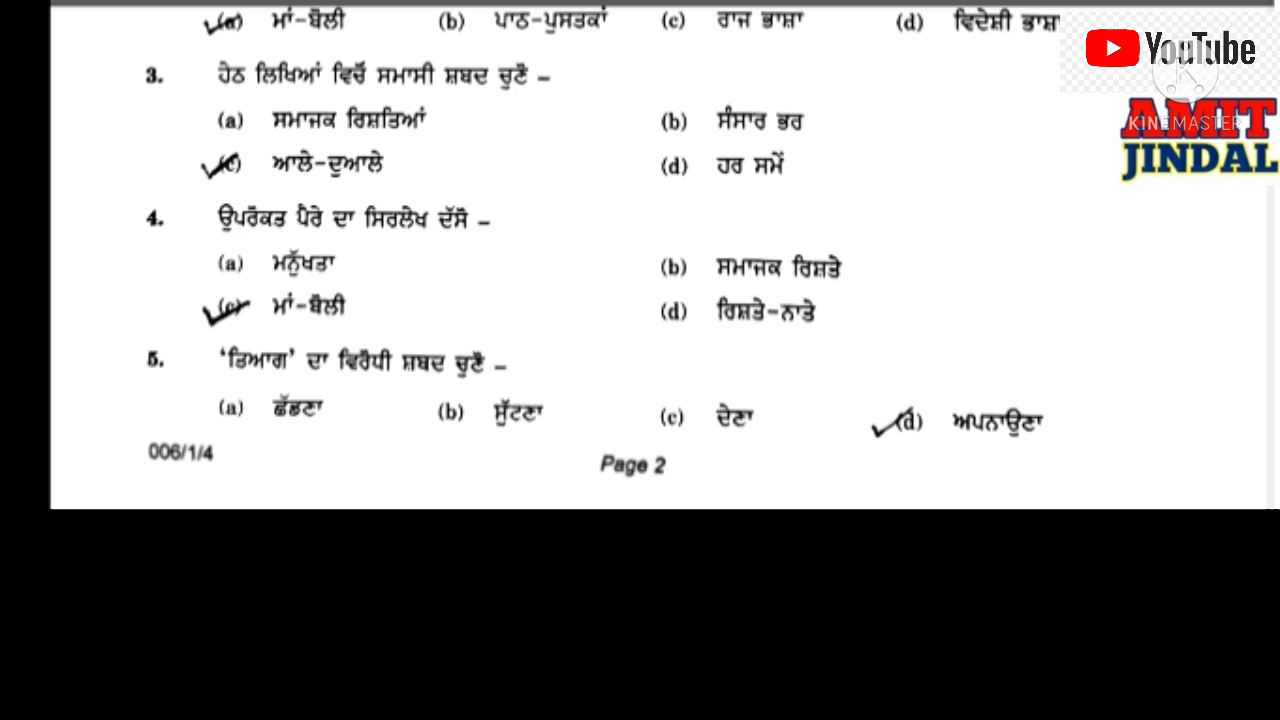 (a) ਮਾਂ-ਬੋਲੀ (b) ਪਾਠ-ਪੁਸਤਕਾਂ (c) ਰਾਜ ਭਾਸ਼ਾ (d) ਵਿਦੇਸ਼ੀ ਭਾਸ਼ਾ
YouTube
3. ਹੇਠ ਲਿਖਿਆਂ ਵਿਚੋਂ ਸਮਾਸੀ ਸ਼ਬਦ ਚੁਣੋ –
(a) ਸਮਾਜਕ ਰਿਸ਼ਤਿਆਂ (b) ਸੰਸਾਰ ਭਰ
AMIT
KINEMASTER
JINDAL
(c) ਆਲੇ-ਦੁਆਲੇ (d) ਹਰ ਸਮੇਂ
4. ਉਪਰੋਕਤ ਪੈਰੇ ਦਾ ਸਿਰਲੇਖ ਦੱਸੋ –
(a) ਮਨੁੱਖਤਾ (b) ਸਮਾਜਕ ਰਿਸ਼ਤੇ
(c) ਮਾਂ-ਬੋਲੀ (d) ਰਿਸ਼ਤੇ-ਨਾਤੇ
5. ‘ਤਿਆਗ’ ਦਾ ਵਿਰੋਧੀ ਸ਼ਬਦ ਚੁਣੋ –
(a) ਛੱਡਣਾ (b) ਸੁੱਟਣਾ (c) ਦੇਣਾ (d) ਅਪਨਾਉਣਾ
006/1/4
Page 2